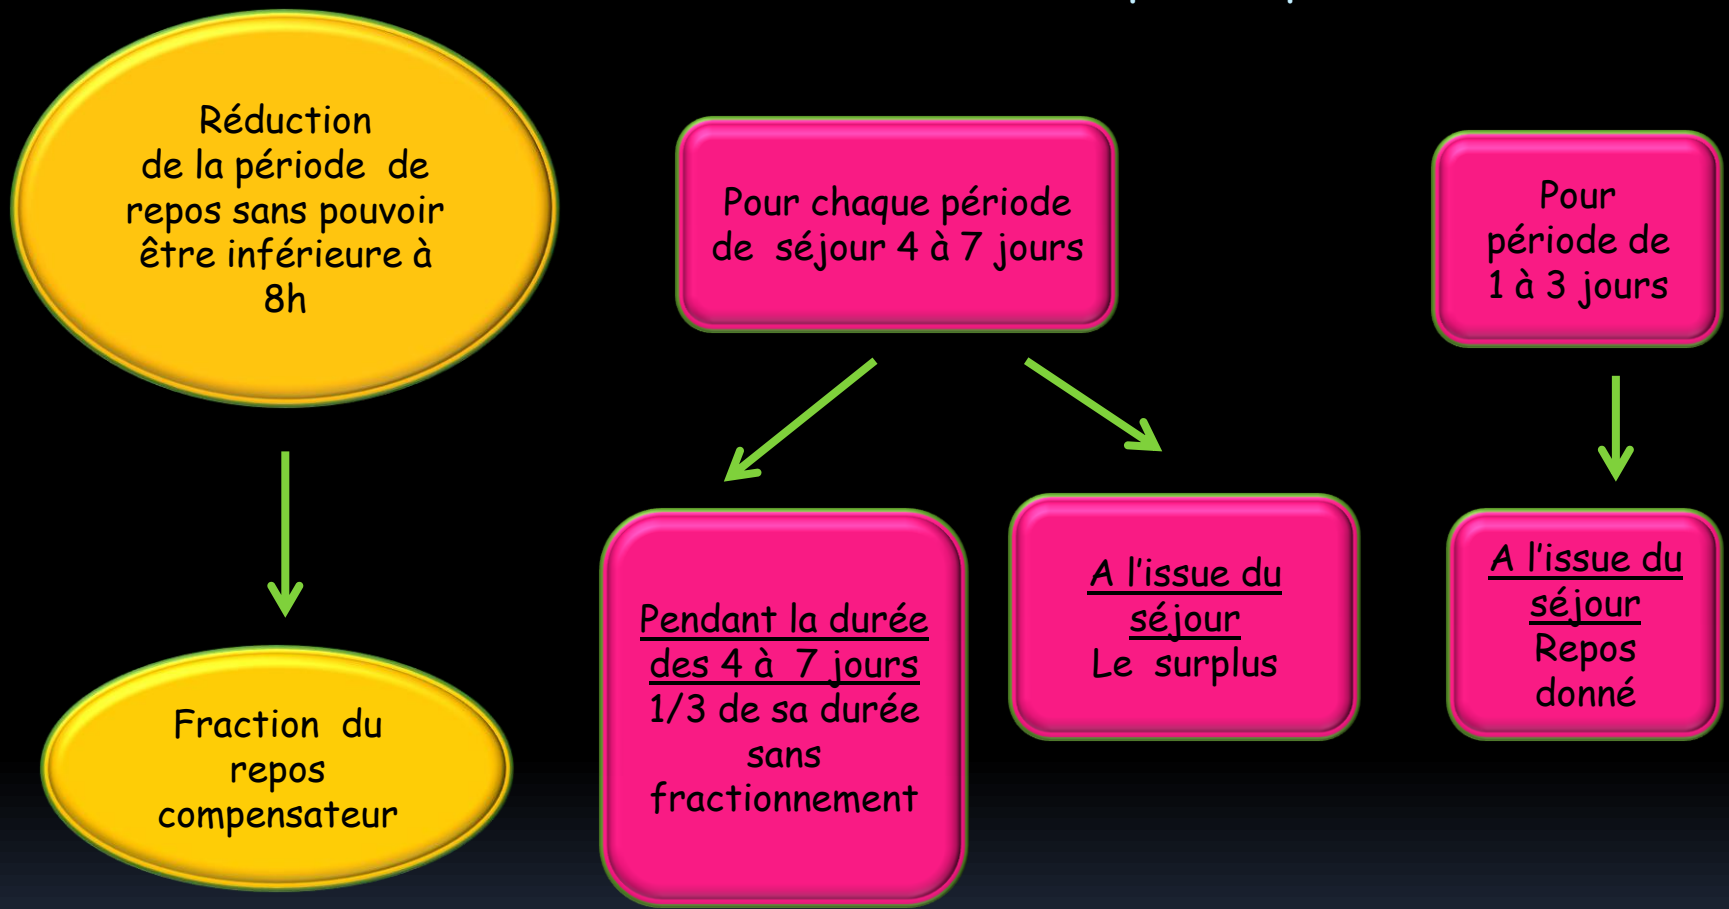 Réduction
de la période de
repos sans pouvoir
être inférieure à
8h
Fraction du
repos
compensateur
Pour chaque période
de séjour 4 à 7 jours
Pendant la durée
des 4 à 7 jours
1/3 de sa durée
sans
fractionnement
A l'issue du
séjour
Le surplus
Pour
période de
1 à 3 jours
A l'issue du
séjour
Repos
donné